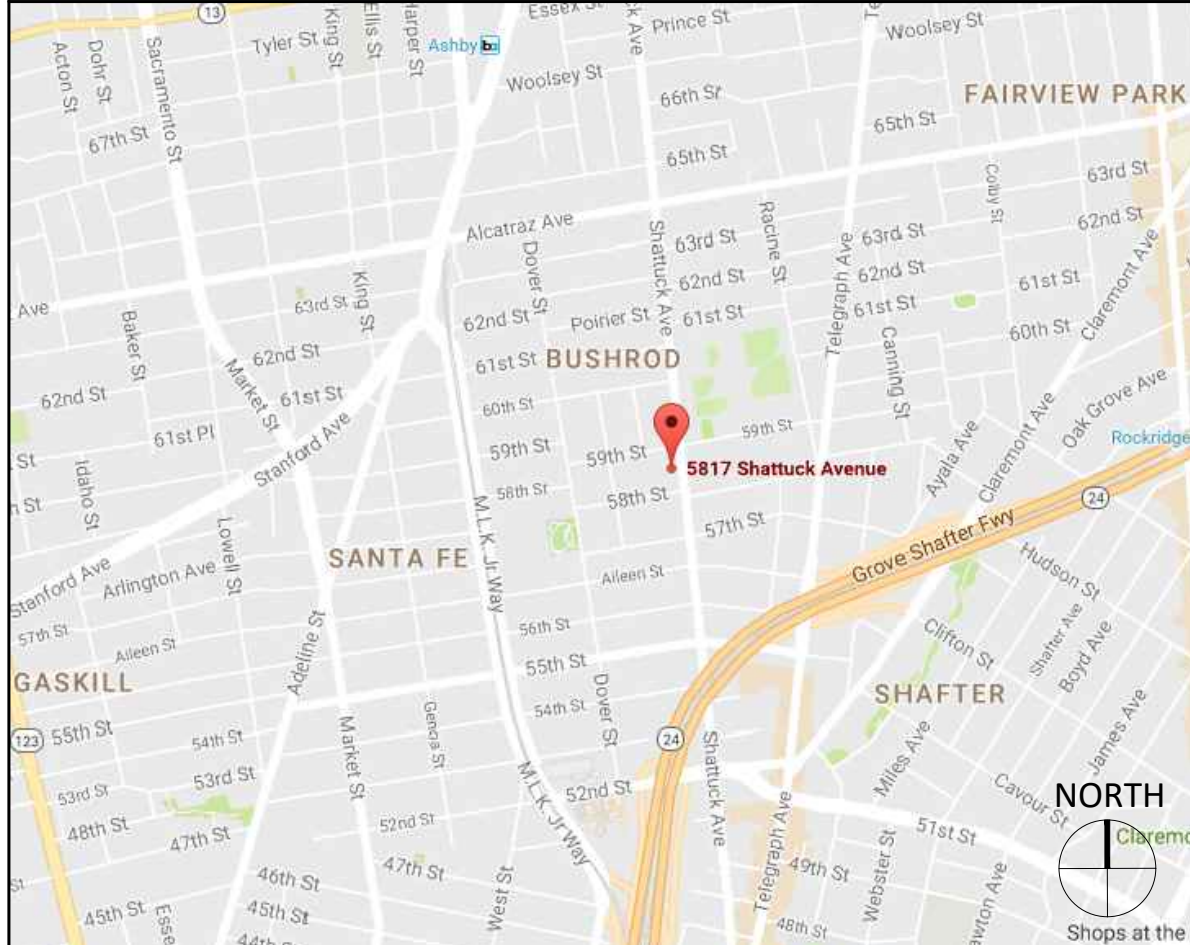 13
Essex St
Prince St
Woolsey St
Acton St
Dohr St
Sacramento St
Tyler St
King St
Ellis St
Harper St
Ashby
Woolsey St
66th St
FAIRVIEW PARK
67th St
65th St
65th St
Colby St
63rd St
Alcatraz Ave
Shattuck Ave
Racine St
63rd St
63rd St
62nd St
Dover St
62nd St
62nd St
61st St
Claremont Ave
Ave
King St
63rd St
62nd St
Poirier St
61st St
61st St
Telegraph Ave
60th St
Baker St
Market St
62nd St
61st St
BUSHROD
Canning St
Oak Grove Ave
62nd St
61st St
60th St
61st Pl
Stanford Ave
59th St
59th St
59th St
Rockridge
5817 Shattuck Avenue
Ayala Ave
Claremont Ave
St
Idaho St
58th St
58th St
24
57th St
Grove Shafter Fwy
Lowell St
SANTA FE
M.L.K. Jr Way
Hudson St
Stanford Ave
Arlington Ave
Aileen St
57th St
Aileen St
Adeline St
56th St
Clifton St
Shafter Ave
Boyd Ave
55th St
GASKILL
Dover St
SHAFTER
123
55th St
54th St
Market St
Genoa St
54th St
24
Shattuck Ave
Miles Ave
James Ave
53rd St
53rd St
M.L.K. Jr Way
52nd St
Cavour St
NORTH
48th St
47th St
52nd St
51st St
Telegraph Ave
Webster St
47th St
West St
49th St
46th St
45th St
45th St
48th St
44th St
Shops at the